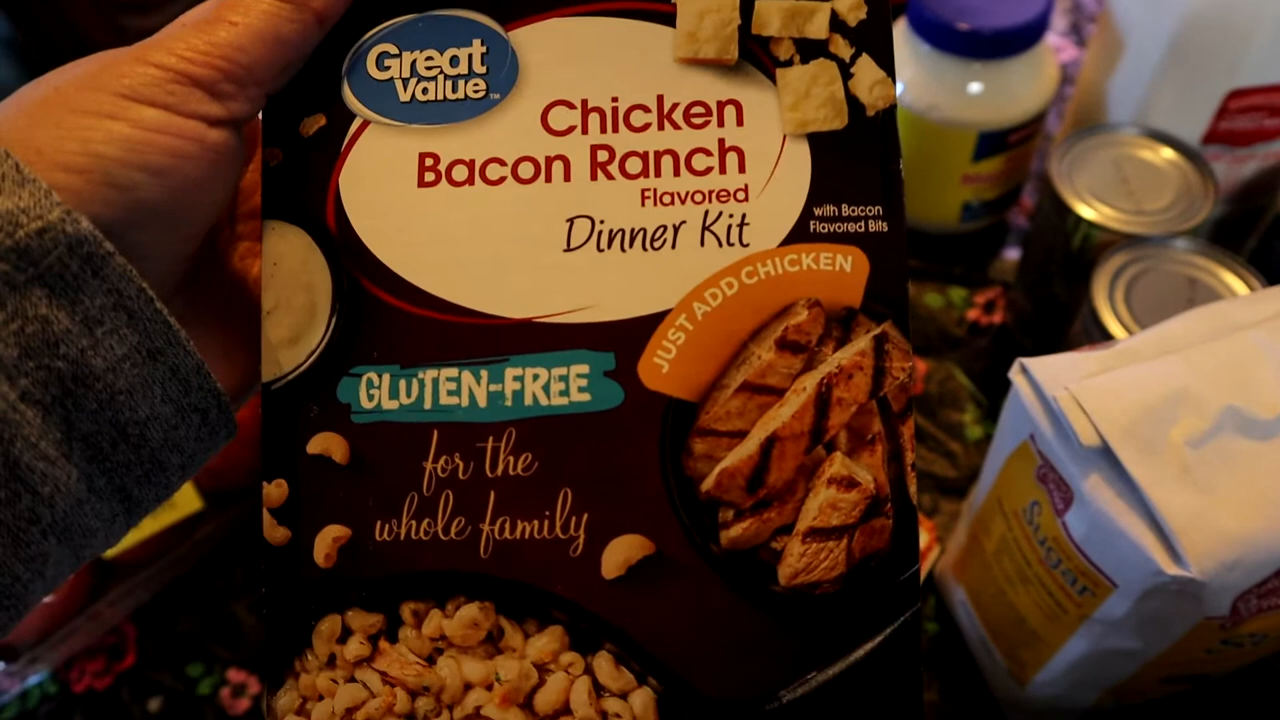 Great
Value™
Chicken
Bacon Ranch
Flavored
Dinner Kit
with Bacon
Flavored Bits
JUST ADD CHICKEN
GLUTEN-FREE
for the
whole family
Sugar